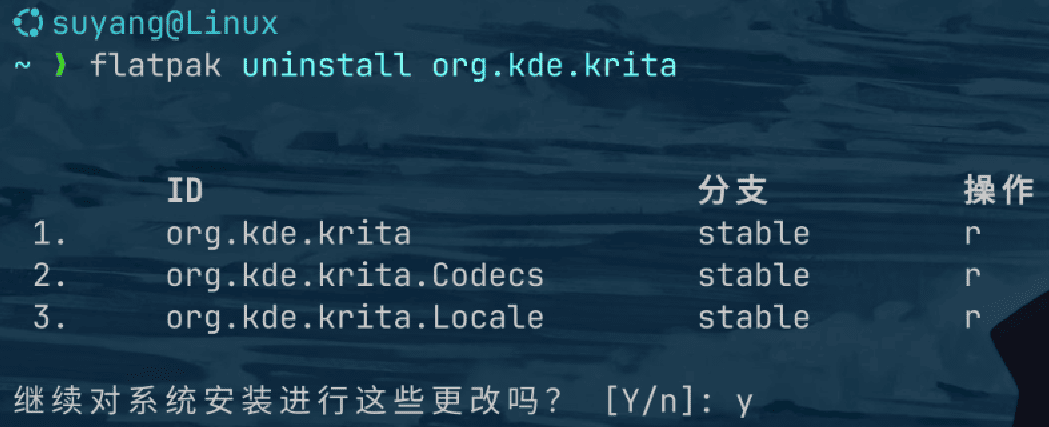 suyang@Linux
~ ❯ flatpak uninstall org.kde.krita
ID 分支 操作
1. org.kde.krita stable r
2. org.kde.krita.Codecs stable r
3. org.kde.krita.Locale stable r
继续对系统安装进行这些更改吗? [Y/n]: y